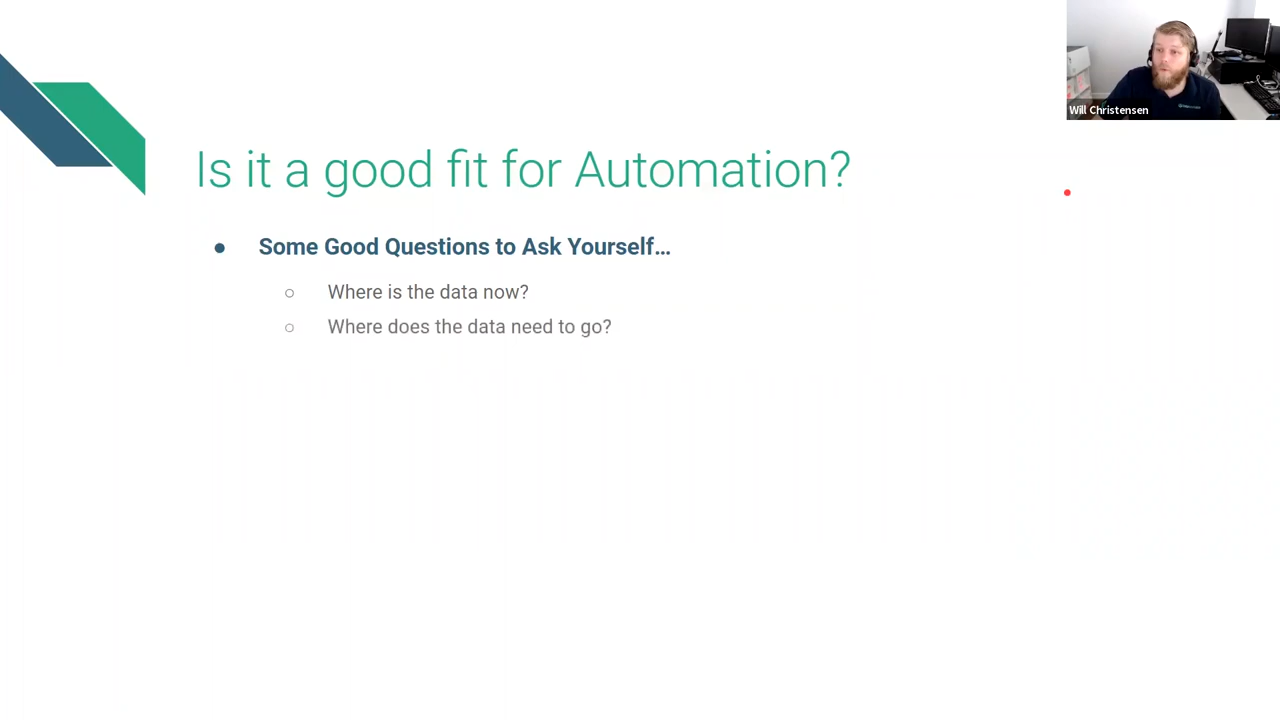 Will Christensen
Is it a good fit for Automation?
● Some Good Questions to Ask Yourself…
○ Where is the data now?
○ Where does the data need to go?